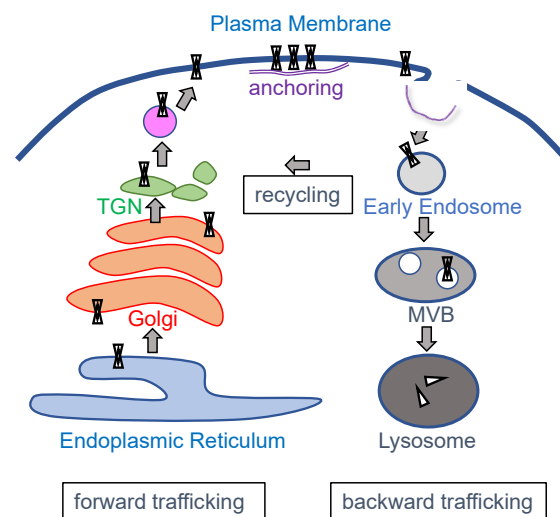 Plasma Membrane
anchoring
TGN
recycling
Early Endosome
Golgi
MVB
Endoplasmic Reticulum
Lysosome
forward trafficking
backward trafficking